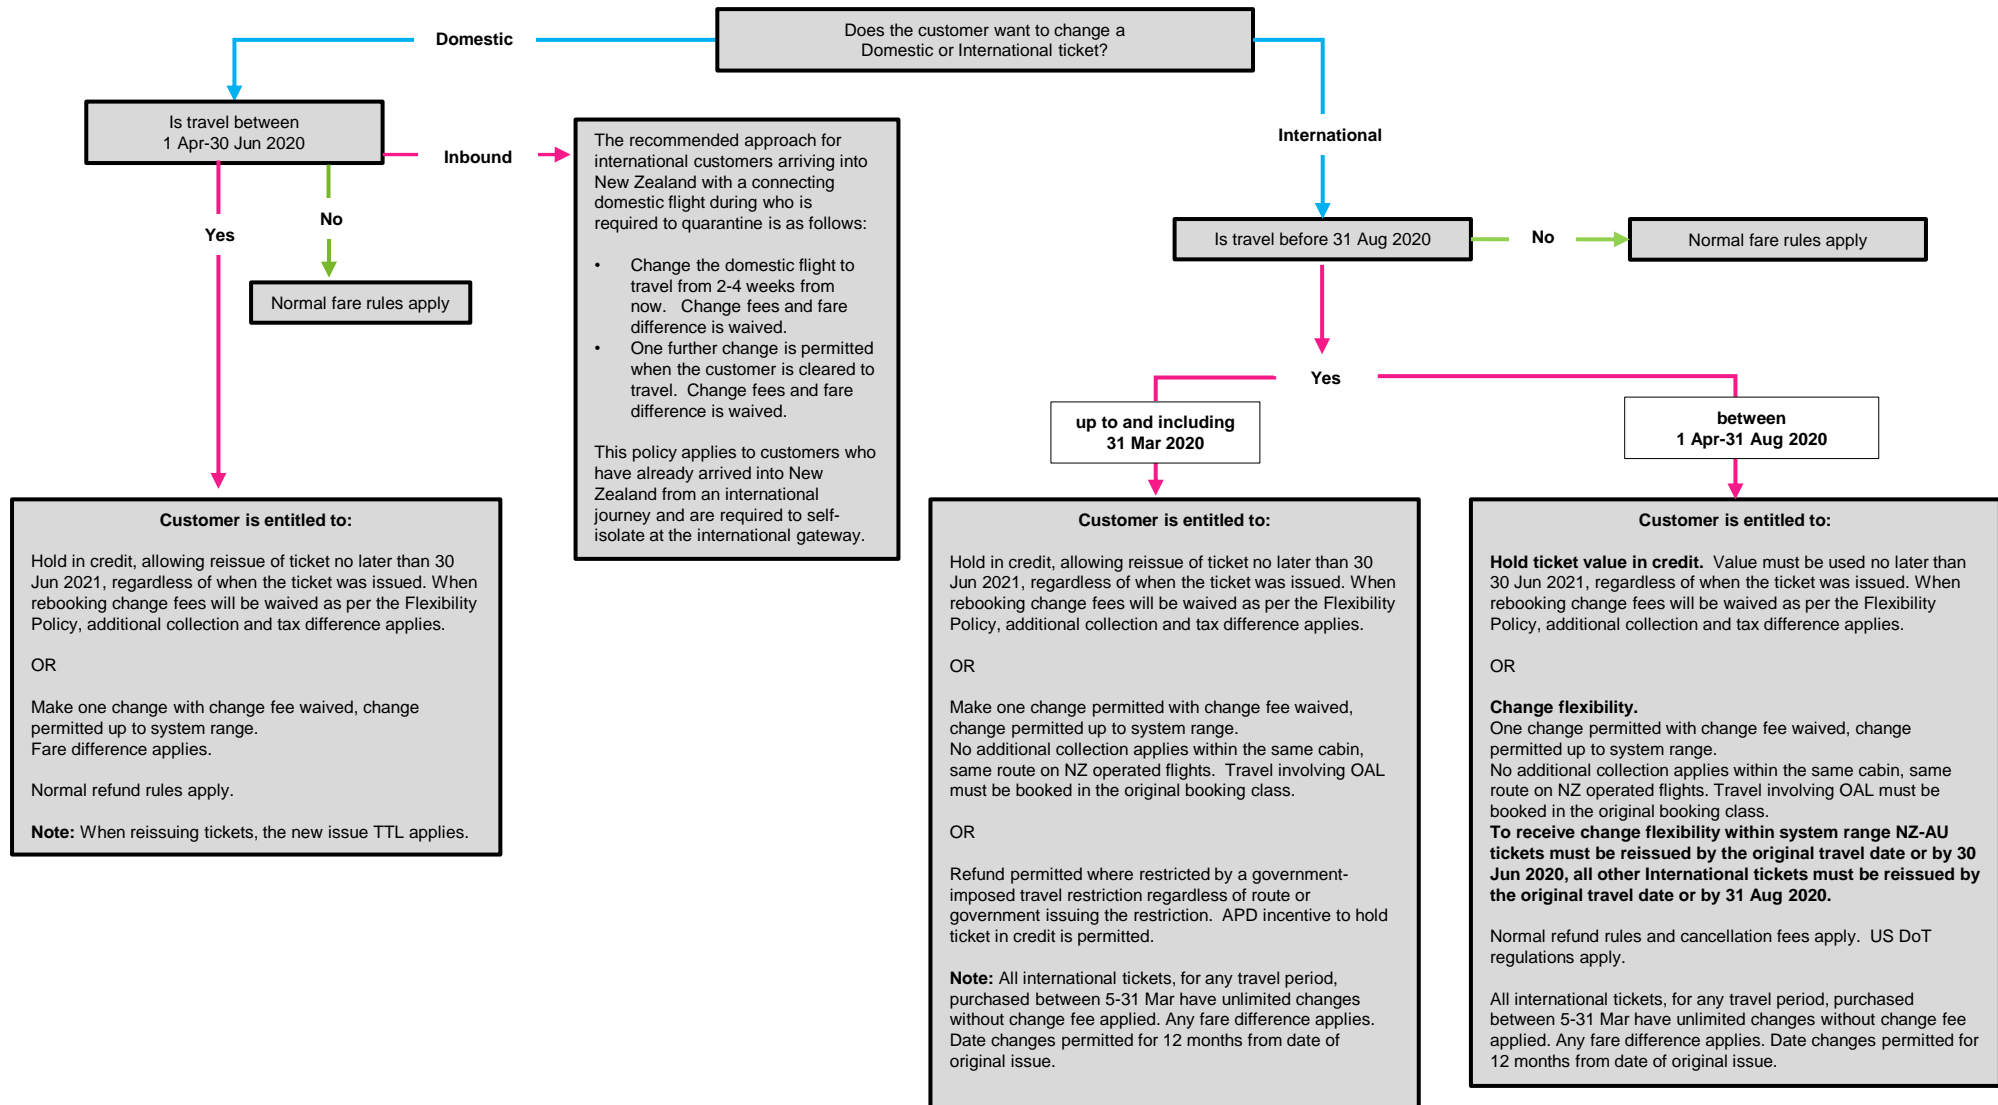 Does the customer want to change a
Domestic or International ticket?
Domestic
International
Is travel between
1 Apr-30 Jun 2020
Inbound
Yes
No
Normal fare rules apply
The recommended approach for
international customers arriving into
New Zealand with a connecting
domestic flight during who is
required to quarantine is as follows:
• Change the domestic flight to
travel from 2-4 weeks from
now. Change fees and fare
difference is waived.
• One further change is permitted
when the customer is cleared to
travel. Change fees and fare
difference is waived.
This policy applies to customers who
have already arrived into New
Zealand from an international
journey and are required to self-
isolate at the international gateway.
Is travel before 31 Aug 2020
No
Normal fare rules apply
Yes
up to and including
31 Mar 2020
between
1 Apr-31 Aug 2020
Customer is entitled to:
Hold in credit, allowing reissue of ticket no later than 30
Jun 2021, regardless of when the ticket was issued. When
rebooking change fees will be waived as per the Flexibility
Policy, additional collection and tax difference applies.
OR
Make one change with change fee waived, change
permitted up to system range.
Fare difference applies.
Normal refund rules apply.
Note: When reissuing tickets, the new issue TTL applies.
Customer is entitled to:
Hold in credit, allowing reissue of ticket no later than 30
Jun 2021, regardless of when the ticket was issued. When
rebooking change fees will be waived as per the Flexibility
Policy, additional collection and tax difference applies.
OR
Make one change permitted with change fee waived,
change permitted up to system range.
No additional collection applies within the same cabin,
same route on NZ operated flights. Travel involving OAL
must be booked in the original booking class.
OR
Refund permitted where restricted by a government-
imposed travel restriction regardless of route or
government issuing the restriction. APD incentive to hold
ticket in credit is permitted.
Note: All international tickets, for any travel period,
purchased between 5-31 Mar have unlimited changes
without change fee applied. Any fare difference applies.
Date changes permitted for 12 months from date of
original issue.
Customer is entitled to:
Hold ticket value in credit. Value must be used no later than
30 Jun 2021, regardless of when the ticket was issued. When
rebooking change fees will be waived as per the Flexibility
Policy, additional collection and tax difference applies.
OR
Change flexibility.
One change permitted with change fee waived, change
permitted up to system range.
No additional collection applies within the same cabin, same
route on NZ operated flights. Travel involving OAL must be
booked in the original booking class.
To receive change flexibility within system range NZ-AU
tickets must be reissued by the original travel date or by 30
Jun 2020, all other International tickets must be reissued by
the original travel date or by 31 Aug 2020.
Normal refund rules and cancellation fees apply. US DoT
regulations apply.
All international tickets, for any travel period, purchased
between 5-31 Mar have unlimited changes without change fee
applied. Any fare difference applies. Date changes permitted for
12 months from date of original issue.